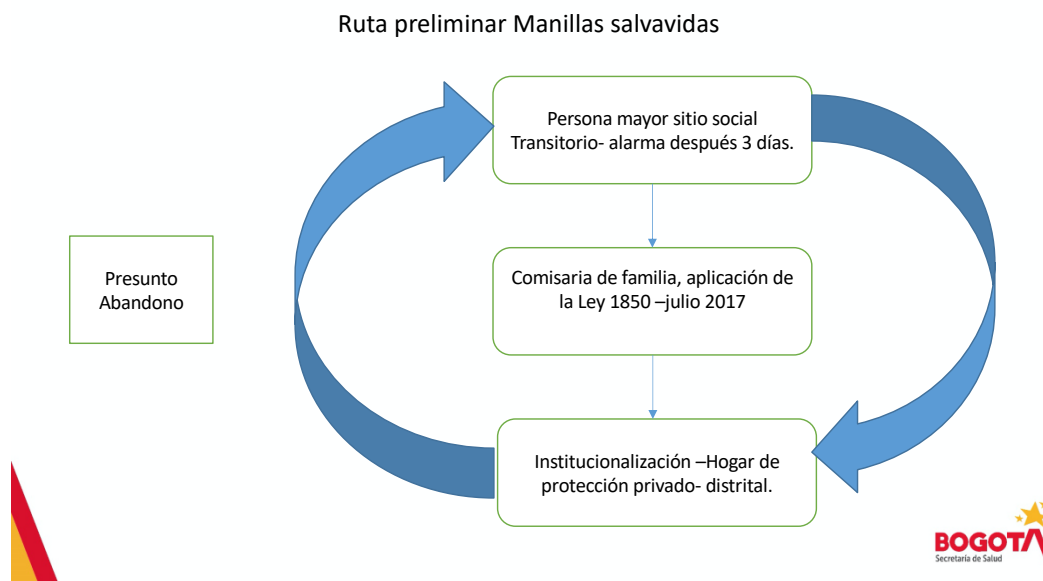 Ruta preliminar Manillas salvavidas
Persona mayor sitio social
Transitorio- alarma después 3 días.
Presunto
Abandono
Comisaria de familia, aplicación de
la Ley 1850 –julio 2017
Institucionalización –Hogar de
protección privado- distrital.
BOGOTÁ
Secretaría de Salud